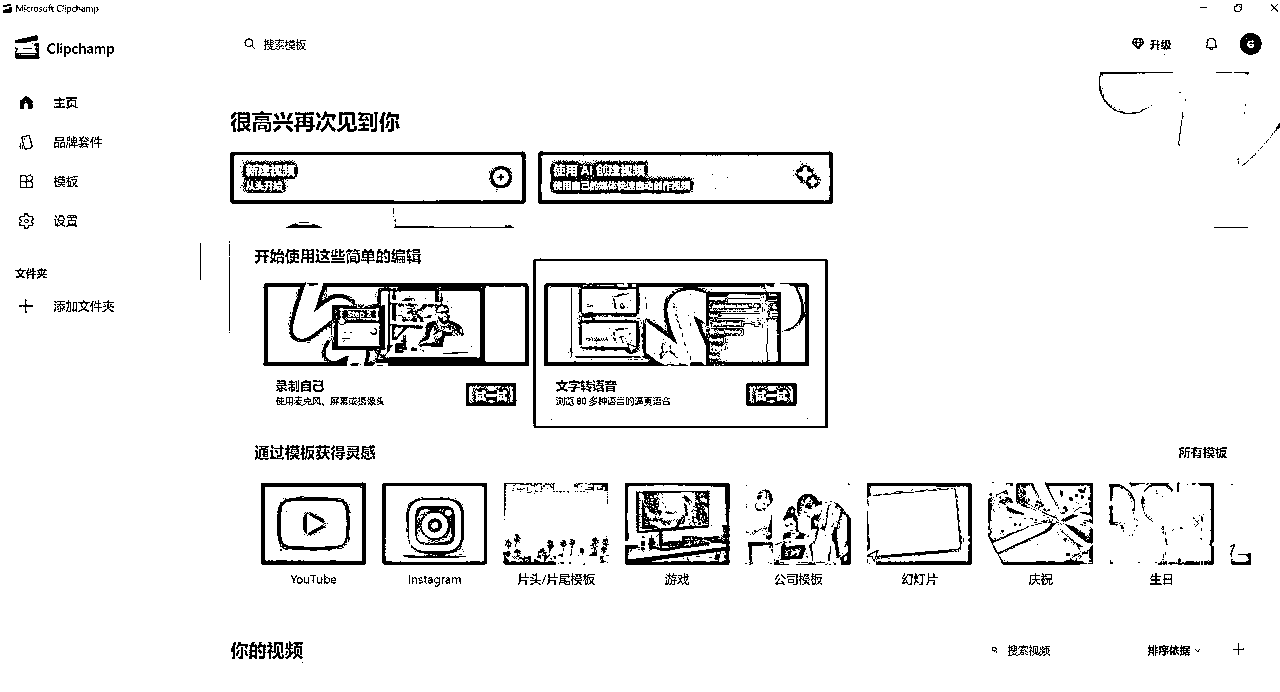 Microsoft Clipchamp
Clipchamp
搜索模板
升级
G
主页
品牌套件
模板
设置
文件夹
添加文件夹
很高兴再次见到你
新建视频
从头开始
使用 AI 创建视频
使用自己的媒体快速自动制作视频
开始使用这些简单的编辑
录制自己
使用麦克风、屏幕或摄像头
试一试
文字转语音
浏览 80 多种语言的逼真语音
试一试
通过模板获得灵感
所有模板
YouTube
Instagram
片头/片尾模板
游戏
公司模板
幻灯片
庆祝
生日
你的视频
搜索视频
排序依据